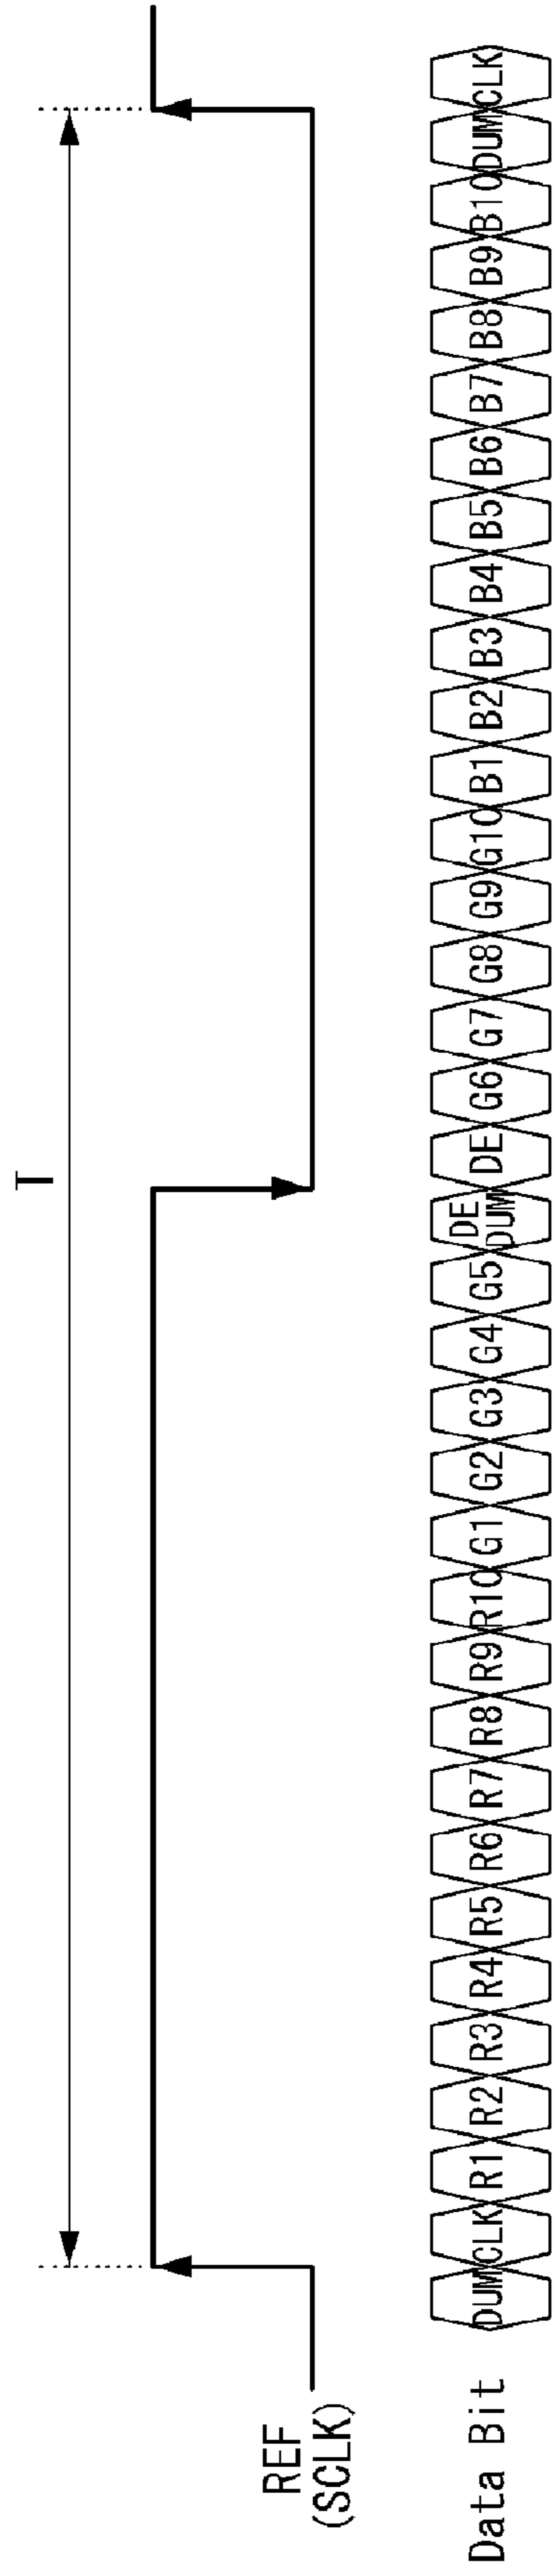 T
REF
(SCLK)
Data Bit DUM CLK R1 R2 R3 R4 R5 R6 R7 R8 R9 R10 G1 G2 G3 G4 G5 DE DUM DE G6 G7 G8 G9 G10 B1 B2 B3 B4 B5 B6 B7 B8 B9 B10 DUM CLK